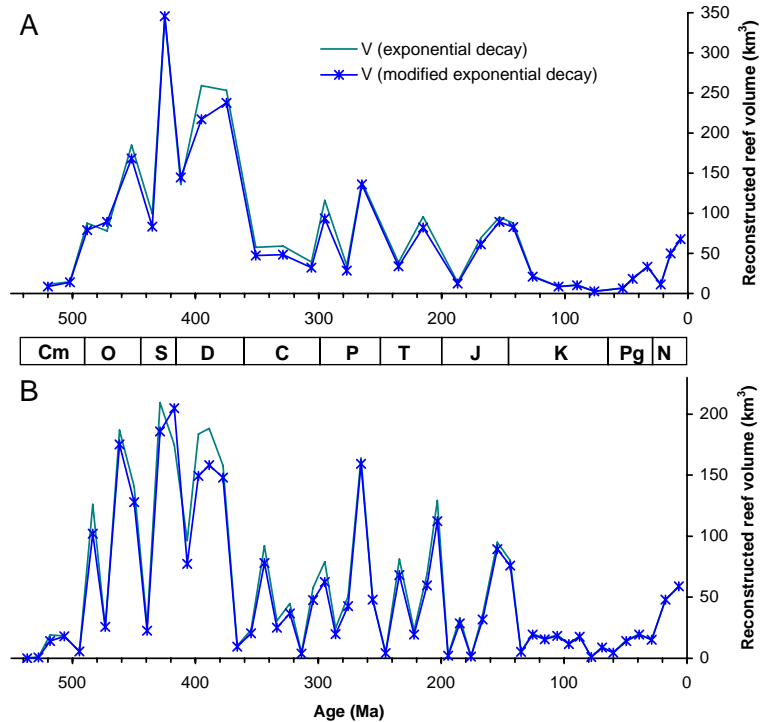 A
V (exponential decay)
V (modified exponential decay)
350
300
250
200
150
100
50
0
Reconstructed reef volume (km³)
500 400 300 200 100 0
Cm O S D C P T J K Pg N
B
200
150
100
50
0
Reconstructed reef volume (km³)
500 400 300 200 100 0
Age (Ma)